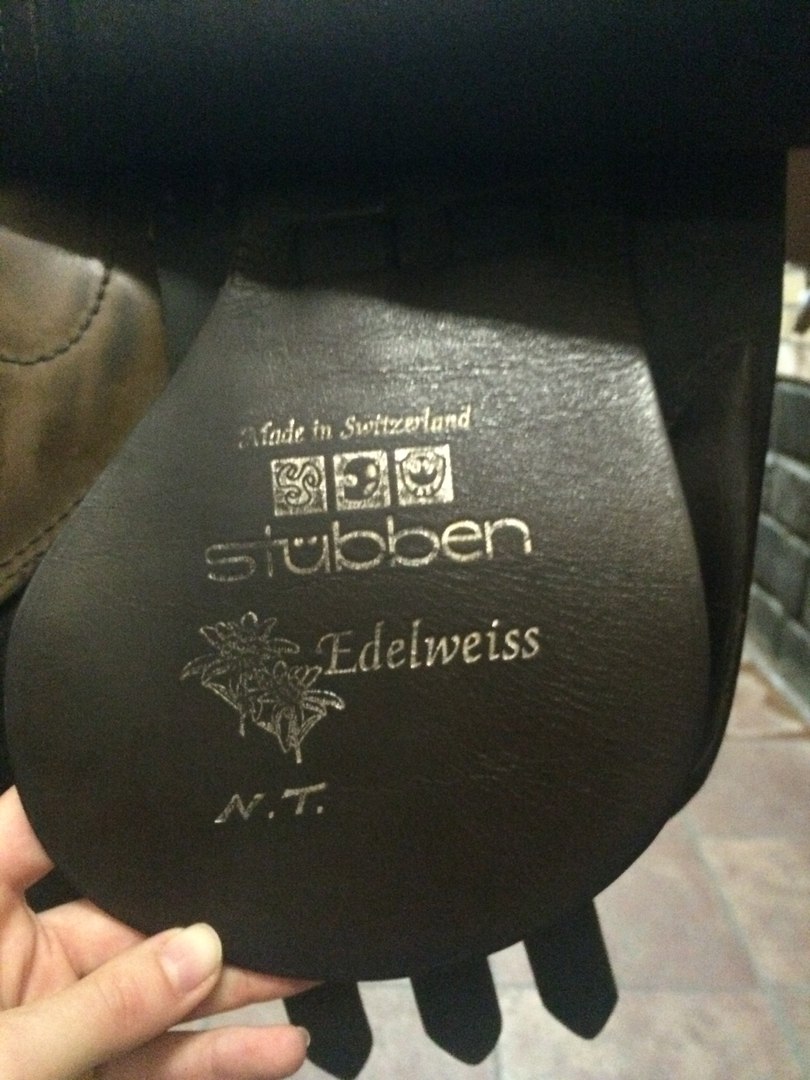 Made in Switzerland
stübben
Edelweiss
N.T.